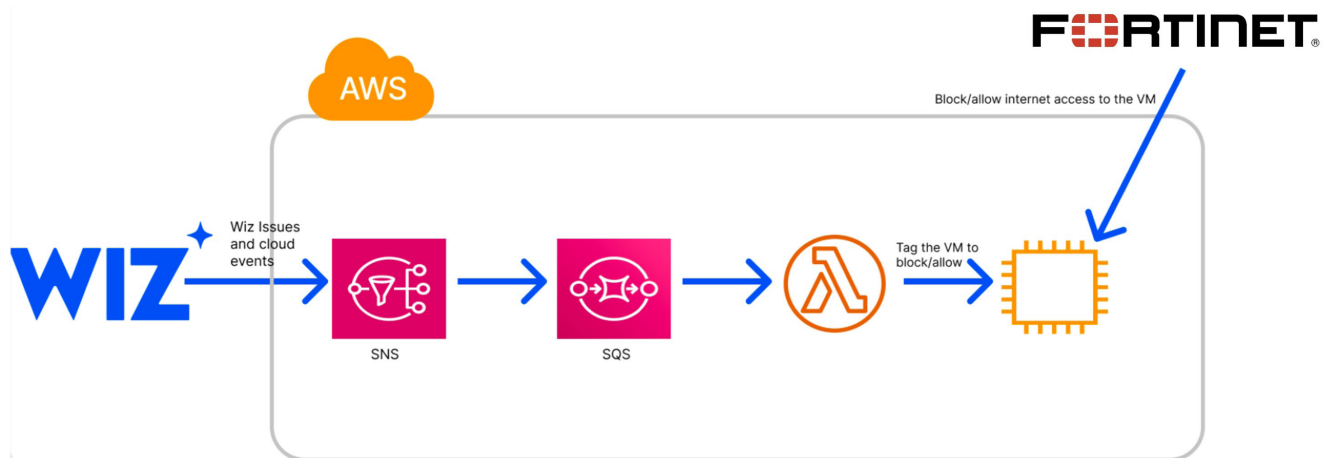 FORTINET®
AWS
Block/allow internet access to the VM
WIZ
Wiz Issues
and cloud
events
Tag the VM to
block/allow
SNS
SQS